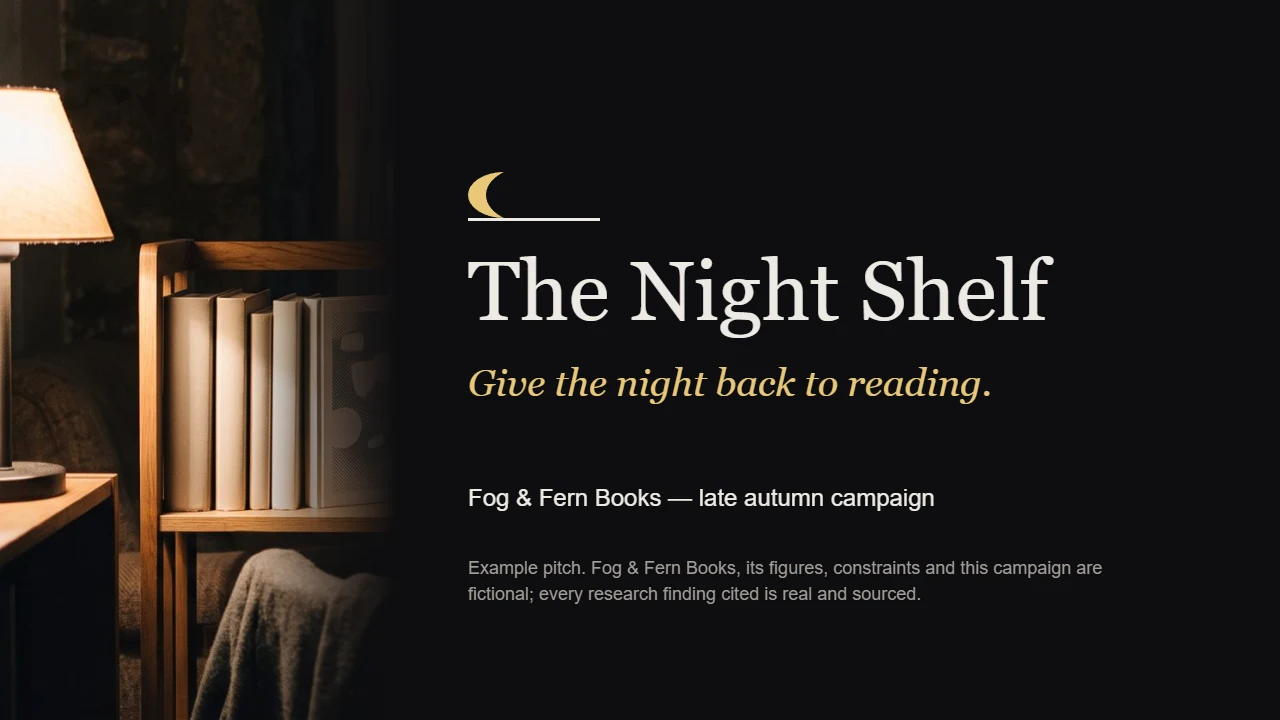 The Night Shelf
Give the night back to reading.
Fog & Fern Books — late autumn campaign
Example pitch. Fog & Fern Books, its figures, constraints and this campaign are
fictional; every research finding cited is real and sourced.